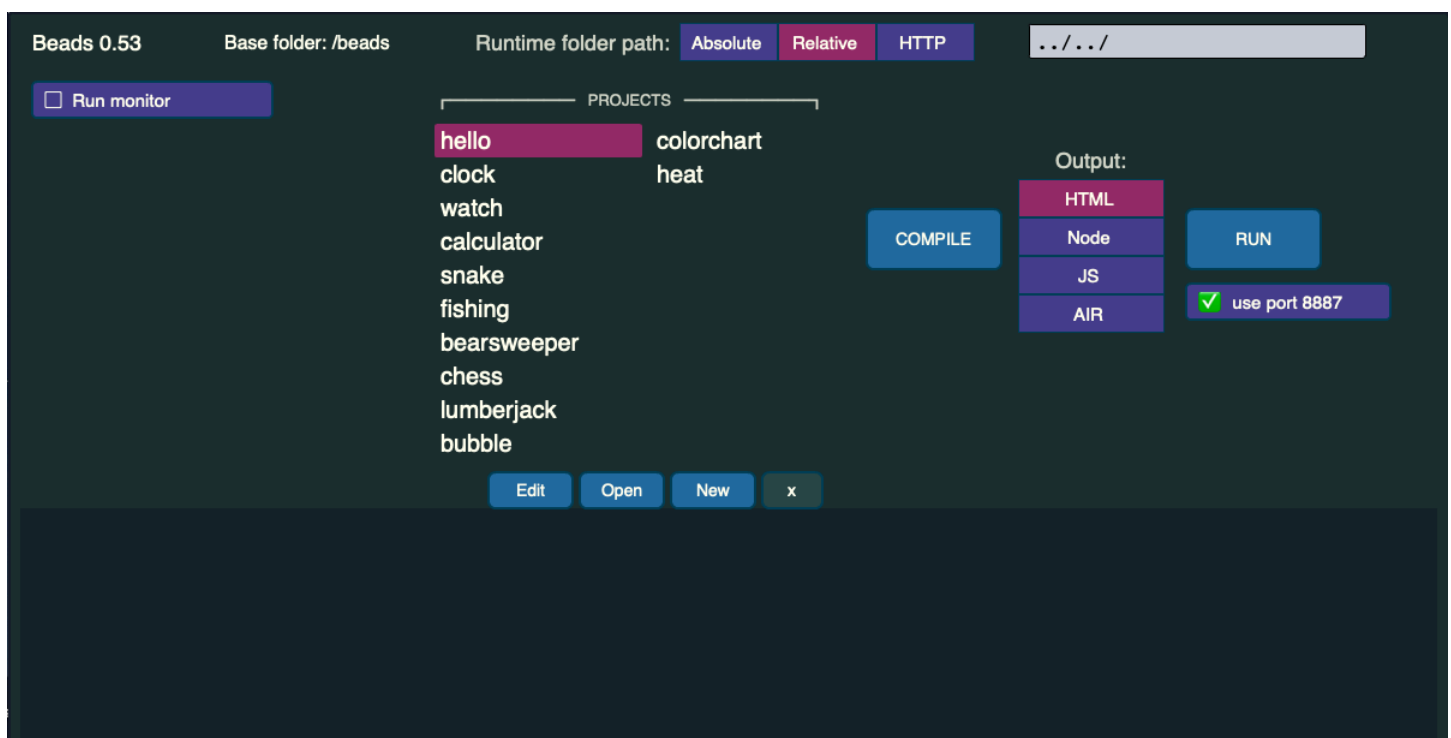 Beads 0.53
Base folder: /beads
Runtime folder path:
Absolute
Relative
HTTP
../../
Run monitor
PROJECTS
hello
clock
watch
calculator
snake
fishing
bearsweeper
chess
lumberjack
bubble
colorchart
heat
Edit
Open
New
x
COMPILE
Output:
HTML
Node
JS
AIR
RUN
use port 8887